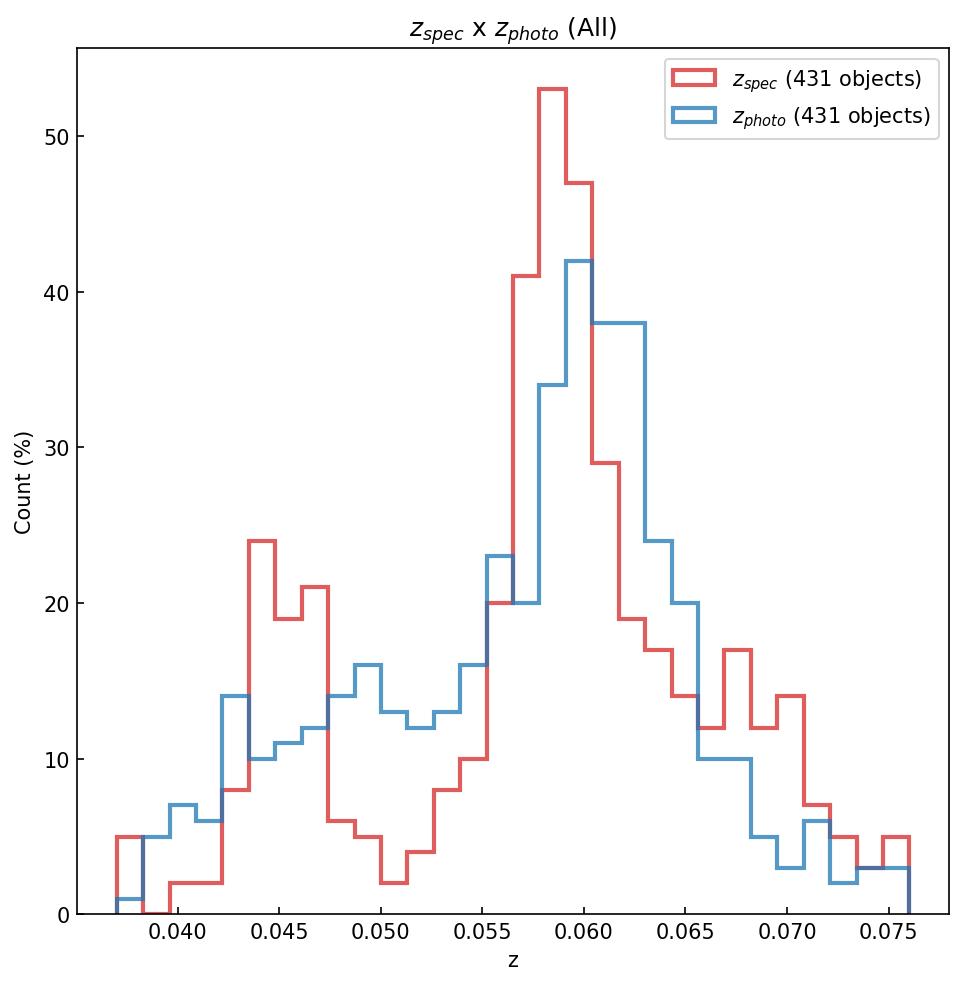 z_spec x z_photo (All)
z_spec (431 objects)
z_photo (431 objects)
Count (%)
50
40
30
20
10
0
0.040 0.045 0.050 0.055 0.060 0.065 0.070 0.075
z